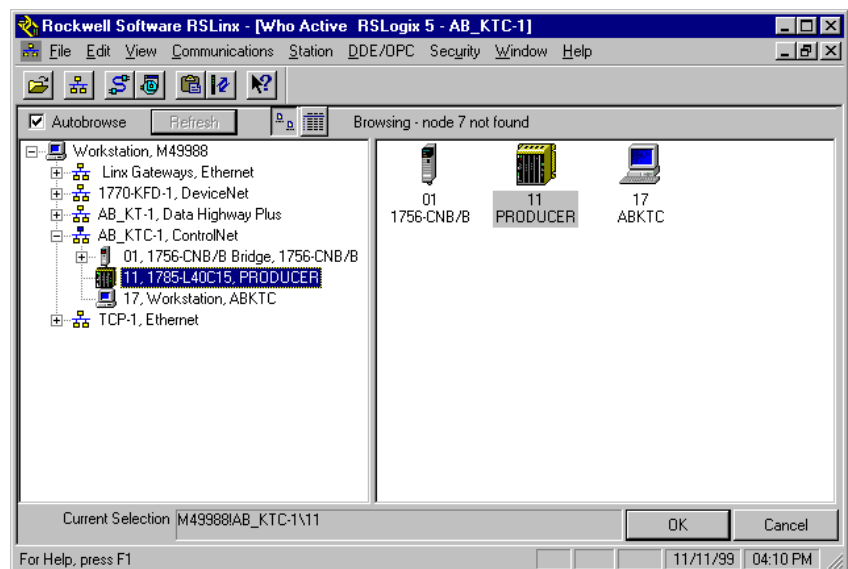 Rockwell Software RSLinx - [Who Active RSLogix 5 - AB_KTC-1]
File Edit View Communications Station DDE/OPC Security Window Help
Autobrowse Refresh Browsing - node 7 not found
Workstation, M49988
Linx Gateways, Ethernet
1770-KFD-1, DeviceNet
AB_KT-1, Data Highway Plus
AB_KTC-1, ControlNet
01, 1756-CNB/B Bridge, 1756-CNB/B
11, 1785-L40C15, PRODUCER
17, Workstation, ABKTC
TCP-1, Ethernet
01 11 17
1756-CNB/B PRODUCER ABKTC
Current Selection M49988!AB_KTC-1\11 OK Cancel
For Help, press F1 11/11/99 04:10 PM